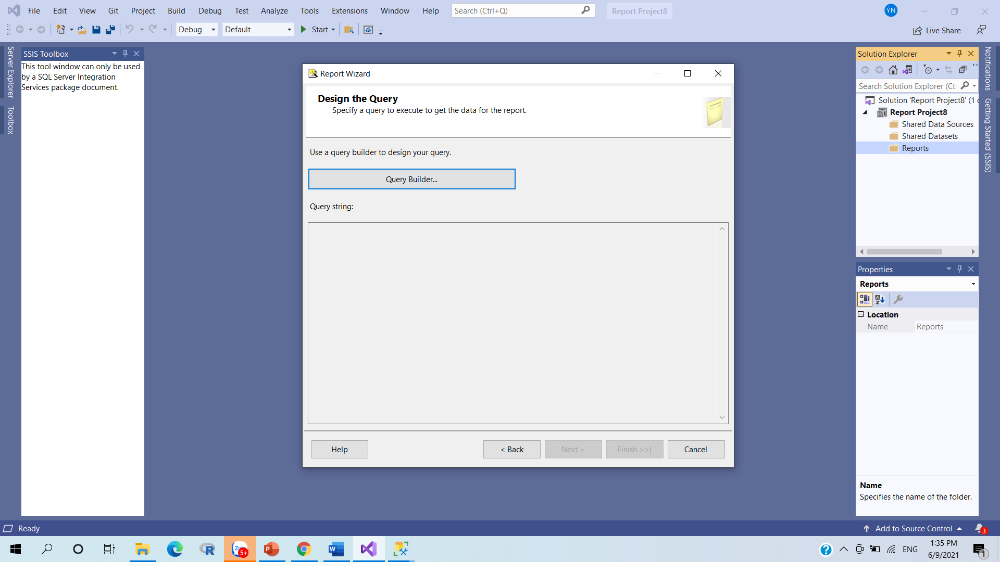 File Edit View Git Project Build Debug Test Analyze Tools Extensions Window Help Search (Ctrl+Q) Report Project8 YN
Debug Default Start Live Share
Server Explorer
Toolbox
SSIS Toolbox
This tool window can only be used
by a SQL Server Integration
Services package document.
Report Wizard
Design the Query
Specify a query to execute to get the data for the report.
Use a query builder to design your query.
Query Builder...
Query string:
Help < Back Next > Finish >>| Cancel
Solution Explorer
Search Solution Explorer (Ct
Solution 'Report Project8' (1
Report Project8
Shared Data Sources
Shared Datasets
Reports
Properties
Reports
Location
Name Reports
Name
Specifies the name of the folder.
Notifications
Getting Started (SSIS)
Ready Add to Source Control 3
5+ ENG 1:35 PM
6/9/2021 1